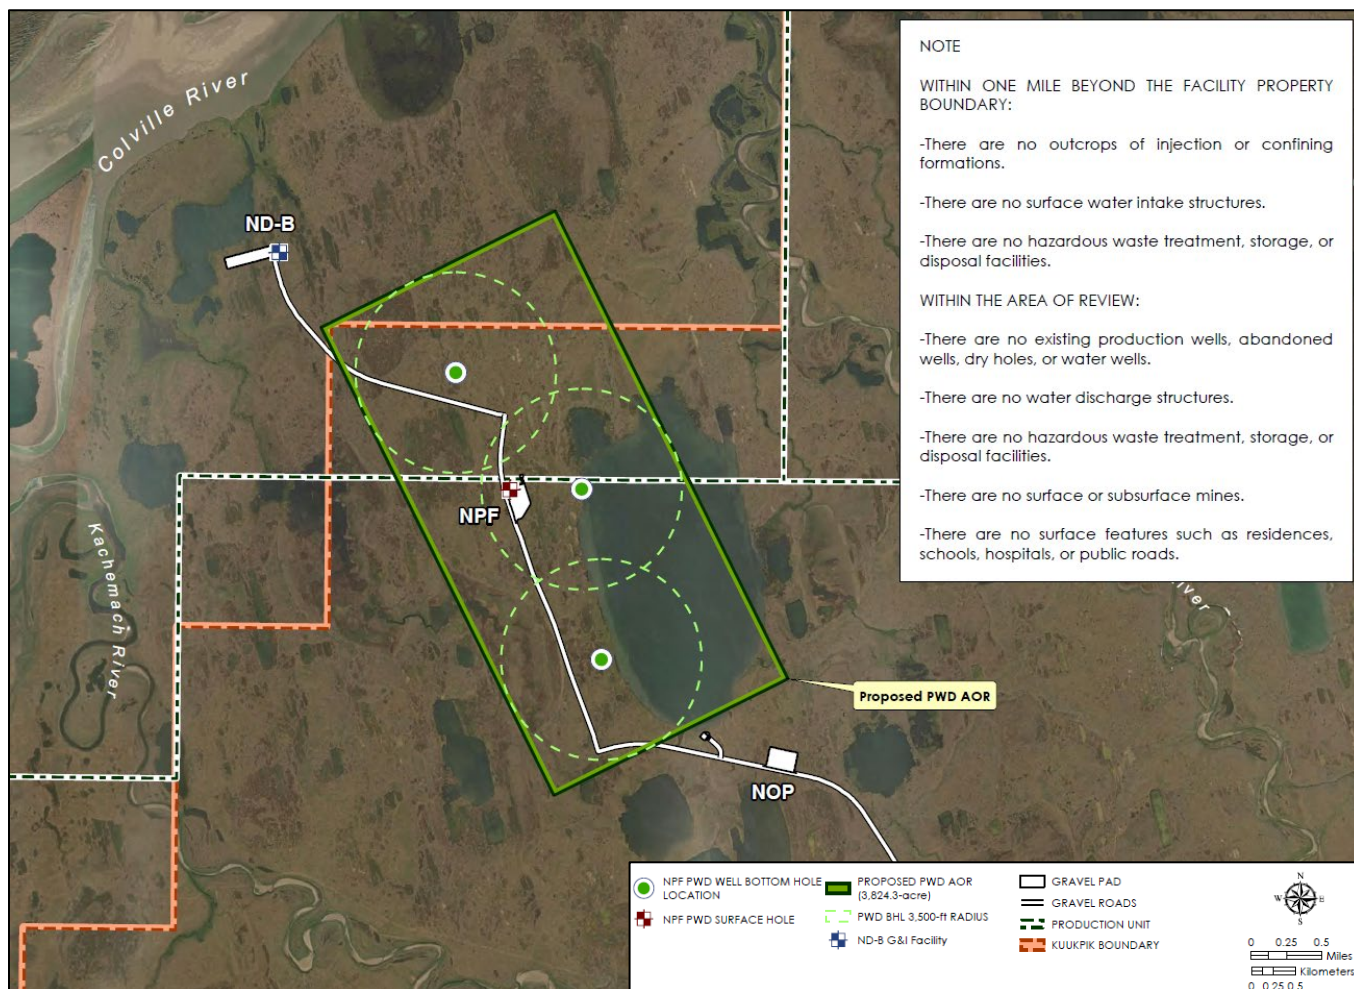 NOTE
WITHIN ONE MILE BEYOND THE FACILITY PROPERTY
BOUNDARY:
-There are no outcrops of injection or confining
formations.
-There are no surface water intake structures.
-There are no hazardous waste treatment, storage, or
disposal facilities.
WITHIN THE AREA OF REVIEW:
-There are no existing production wells, abandoned
wells, dry holes, or water wells.
-There are no water discharge structures.
-There are no hazardous waste treatment, storage, or
disposal facilities.
-There are no surface or subsurface mines.
-There are no surface features such as residences,
schools, hospitals, or public roads.
Colville River
ND-B
NPF
Kachemach River
River
Proposed PWD AOR
NOP
NPF PWD WELL BOTTOM HOLE
LOCATION
NPF PWD SURFACE HOLE
PROPOSED PWD AOR
(3,824.3-acre)
PWD BHL 3,500-ft RADIUS
ND-B G&I Facility
GRAVEL PAD
GRAVEL ROADS
PRODUCTION UNIT
KUUKPIK BOUNDARY
N
W E
S
0 0.25 0.5
Miles
Kilometers
0 0.25 0.5